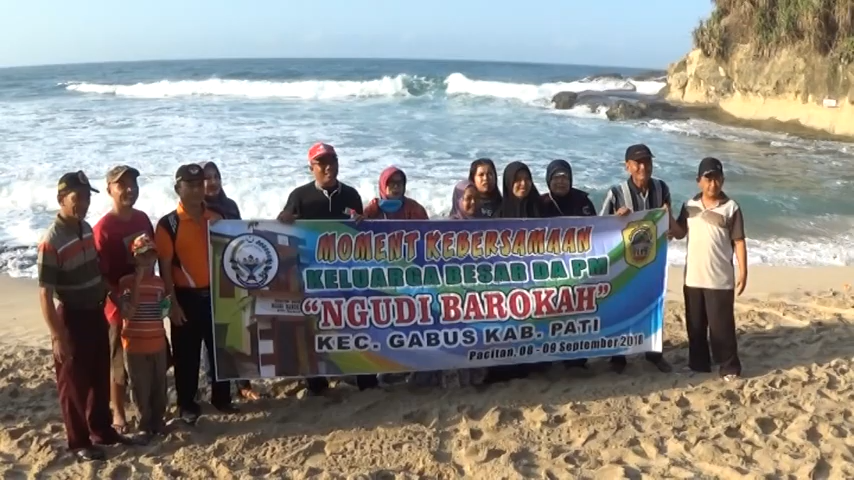 MOMENT KEBERSAMAAN
KELUARGA BESAR DA PM
"NGUDI BAROKAH"
KEC. GABUS KAB. PATI
Pacitan, 08 - 09 September 2018